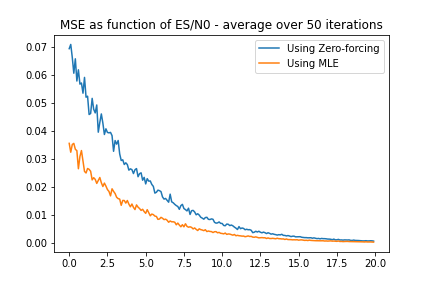 MSE as function of ES/N0 - average over 50 iterations
Using Zero-forcing
Using MLE
0.07
0.06
0.05
0.04
0.03
0.02
0.01
0.00
0.0 2.5 5.0 7.5 10.0 12.5 15.0 17.5 20.0